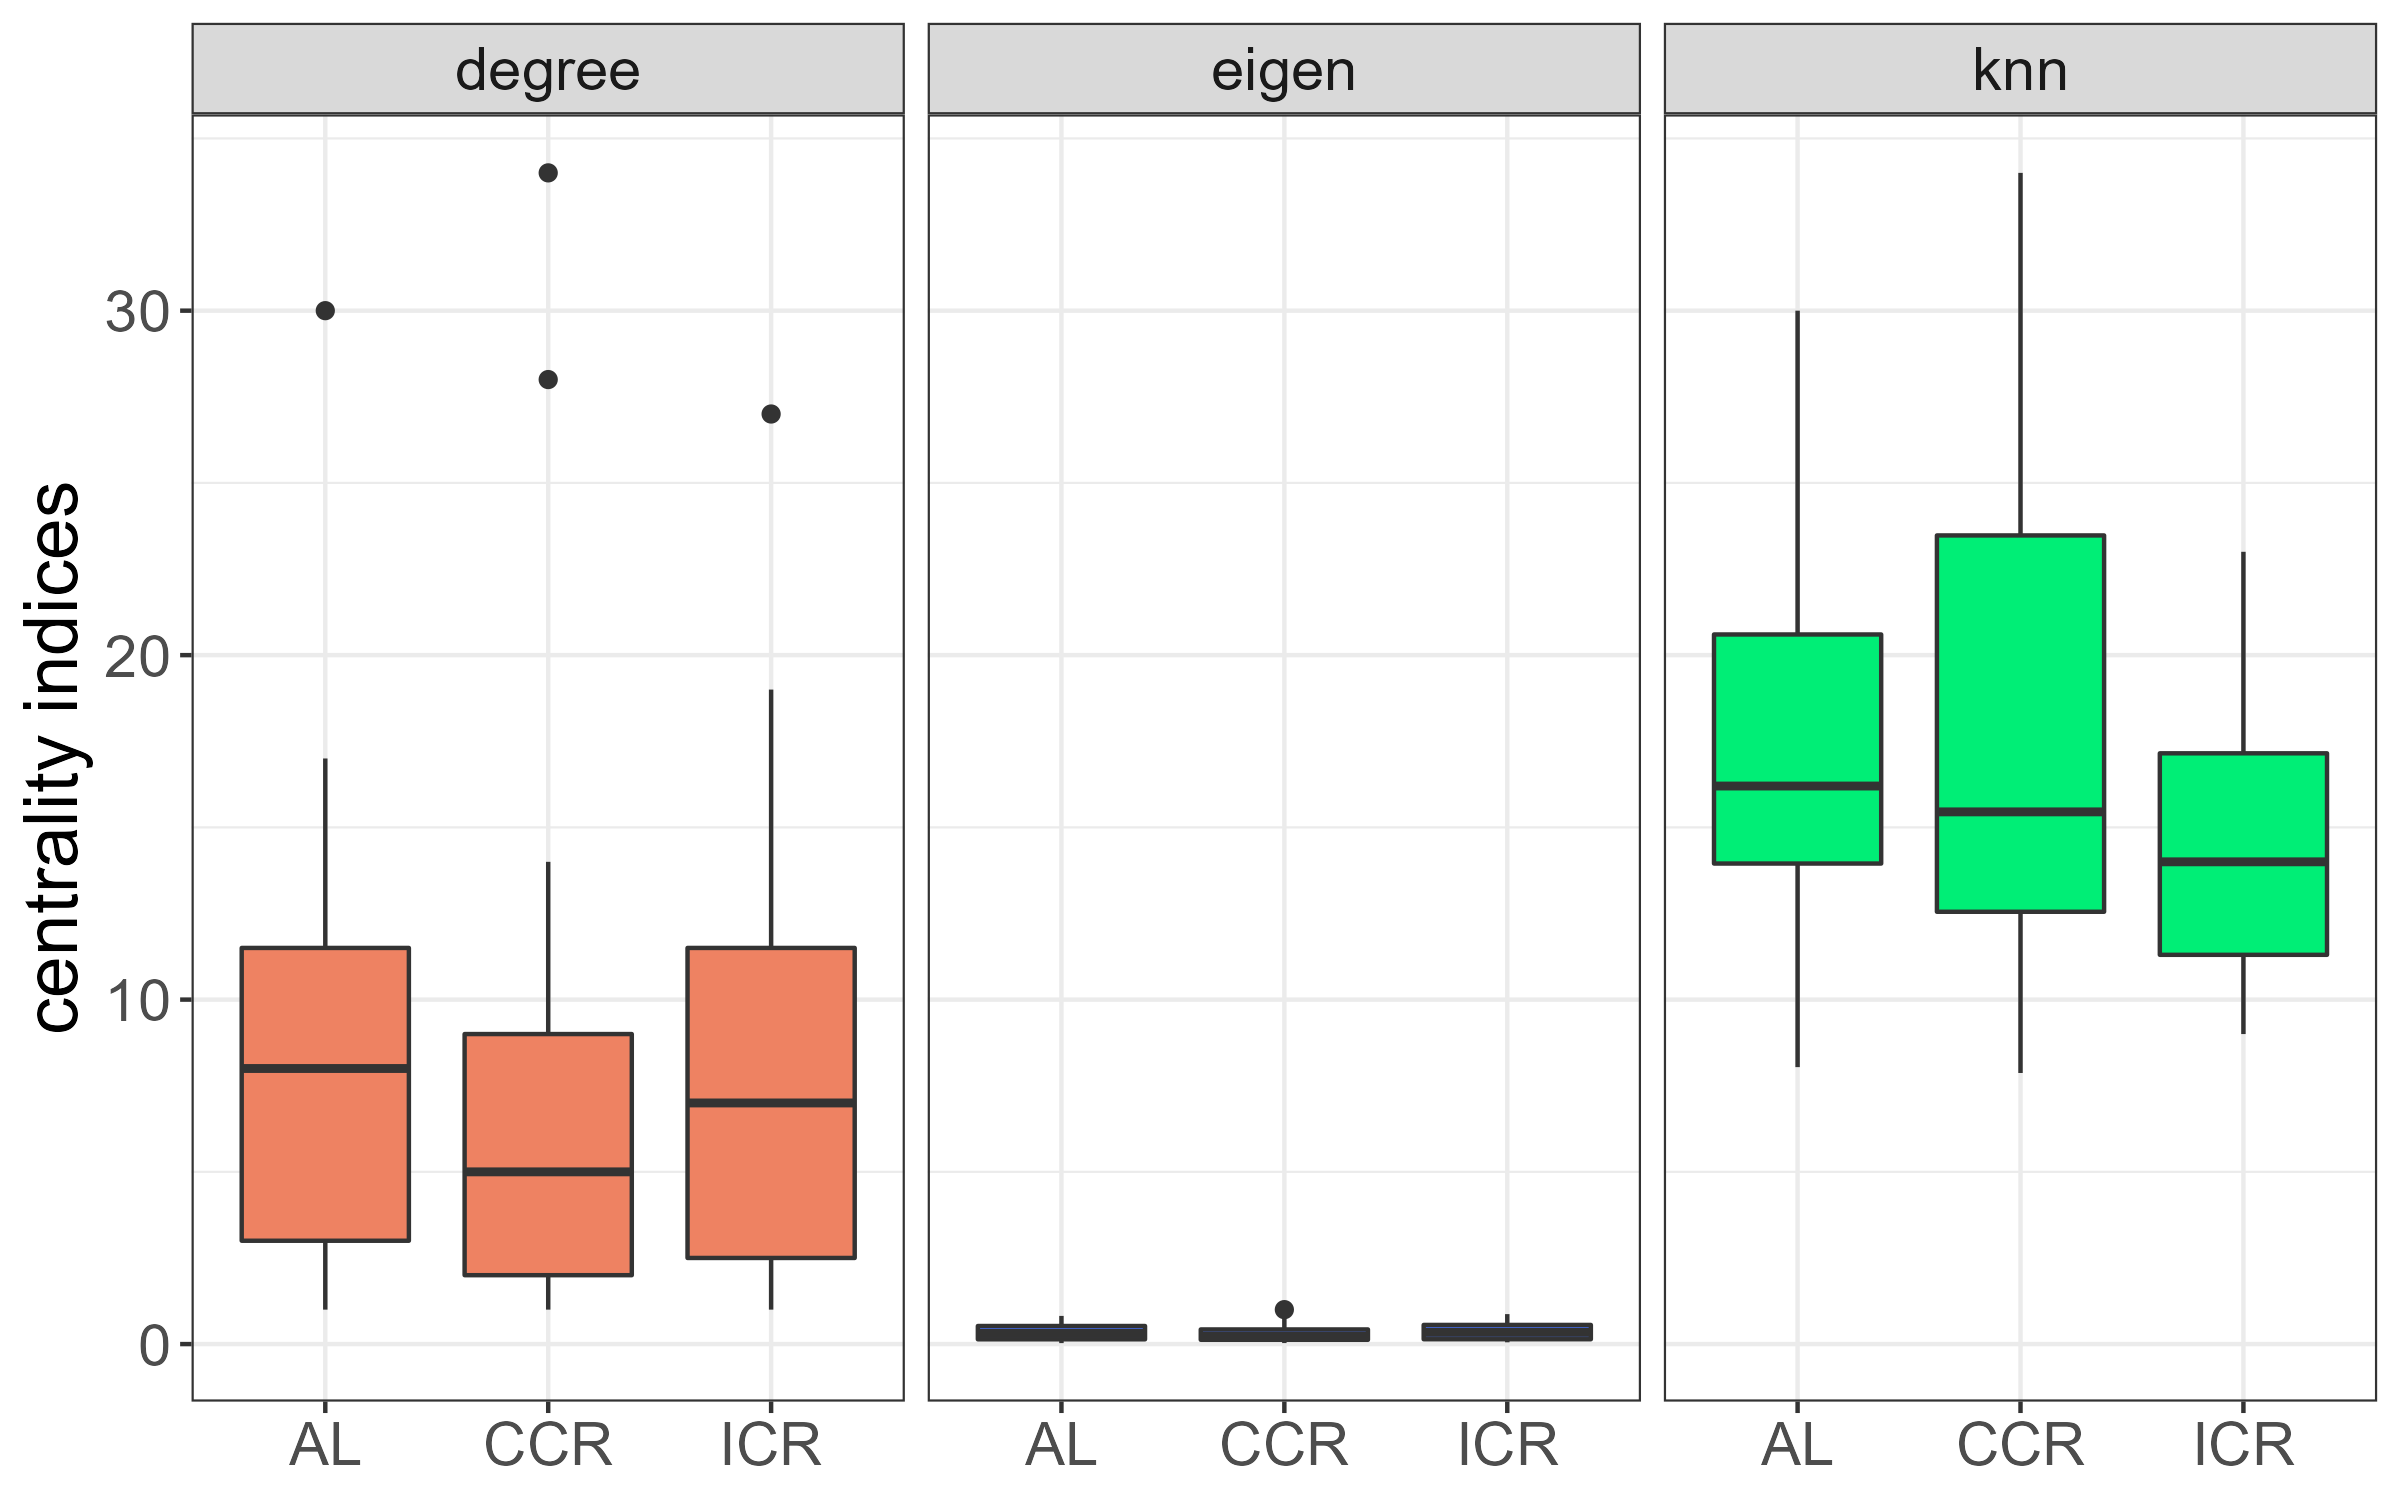 degree eigen knn
centrality indices
30
20
10
0
AL CCR ICR AL CCR ICR AL CCR ICR